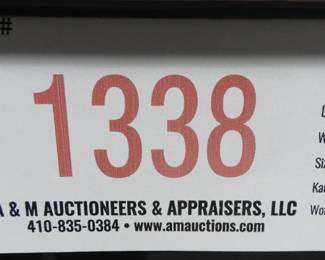 #
1338
A & M AUCTIONEERS & APPRAISERS, LLC
410-835-0384 • www.amauctions.com